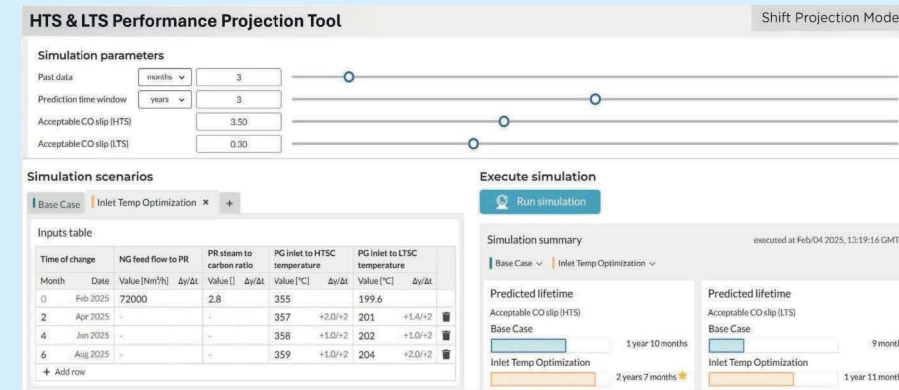 HTS & LTS Performance Projection Tool
Shift Projection Mode
Simulation parameters
Past data months 3
Prediction time window years 3
Acceptable CO slip (HTS) 3.50
Acceptable CO slip (LTS) 0.30
Simulation scenarios
Base Case Inlet Temp Optimization × +
Inputs table
Time of change NG feed flow to PR PR steam to carbon ratio PG inlet to HTSC temperature PG inlet to LTSC temperature
Month Date Value [Nm³/h] Δy/Δt Value [] Δy/Δt Value [°C] Δy/Δt Value [°C] Δy/Δt
0 Feb 2025 72000 2.8 355 199.6
2 Apr 2025 - - 357 +2.0/+2 201 +1.4/+2
4 Jun 2025 - - 358 +1.0/+2 202 +1.0/+2
6 Aug 2025 - - 359 +1.0/+2 204 +2.0/+2
+ Add row
Execute simulation
Run simulation
Simulation summary
executed at Feb/04 2025, 13:19:16 GMT
Base Case Inlet Temp Optimization
Predicted lifetime
Acceptable CO slip (HTS)
Base Case
1 year 10 months
Inlet Temp Optimization
2 years 7 months
Predicted lifetime
Acceptable CO slip (LTS)
Base Case
9 month
Inlet Temp Optimization
1 year 11 month